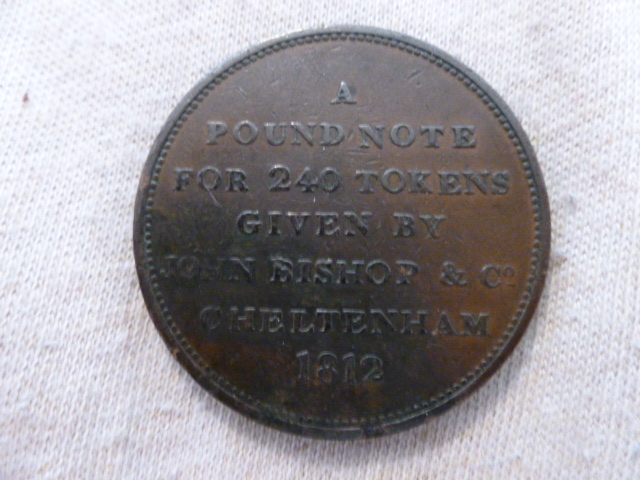 A
POUND NOTE
FOR 240 TOKENS
GIVEN BY
JOHN BISHOP & Co
CHELTENHAM
1812